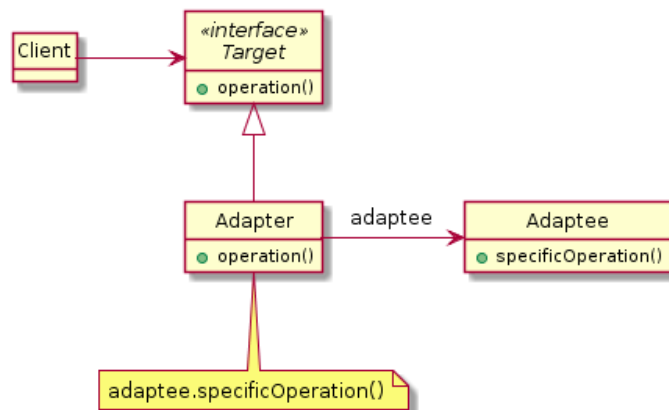 Client
«interface»
Target
operation()
Adapter
operation()
adaptee
Adaptee
specificOperation()
adaptee.specificOperation()